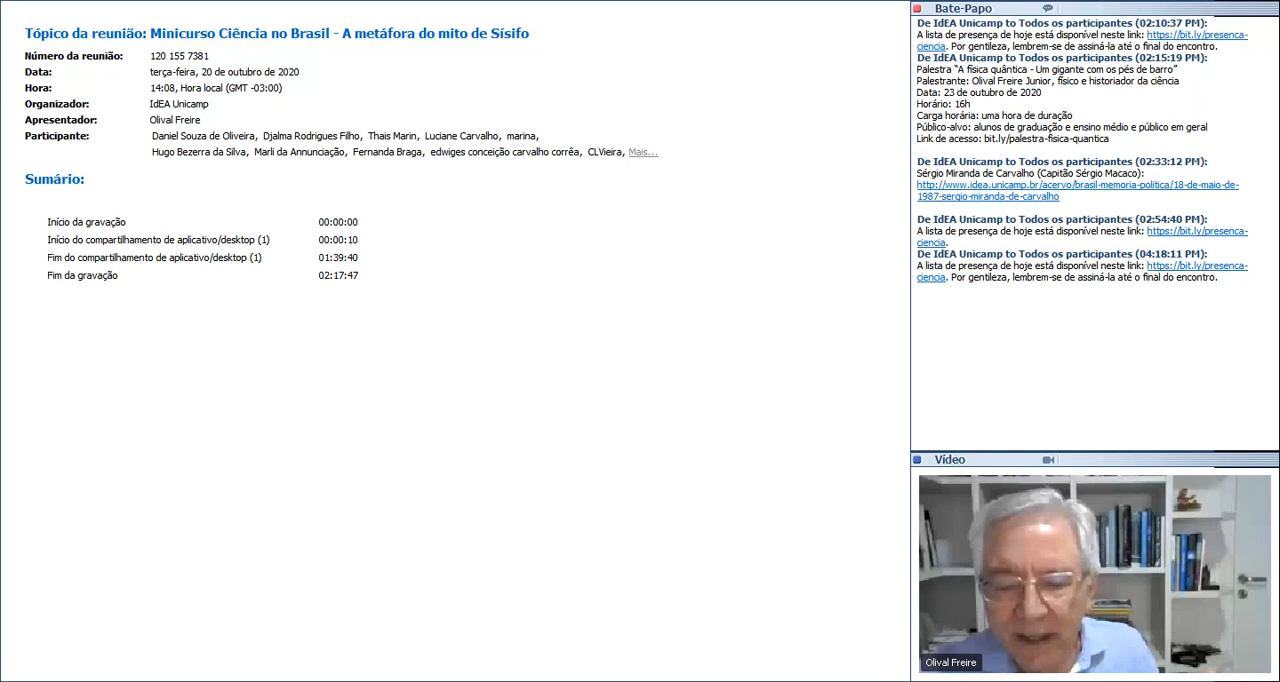 Tópico da reunião: Minicurso Ciência no Brasil - A metáfora do mito de Sísifo
Número da reunião: 120 155 7381
Data: terça-feira, 20 de outubro de 2020
Hora: 14:08, Hora local (GMT -03:00)
Organizador: IdEA Unicamp
Apresentador: Olival Freire
Participante: Daniel Souza de Oliveira, Djalma Rodrigues Filho, Thais Marin, Luciane Carvalho, marina,
Hugo Bezerra da Silva, Marli da Annunciação, Fernanda Braga, edwiges conceição carvalho corrêa, CLVieira, Mais...
Sumário:
Início da gravação 00:00:00
Início do compartilhamento de aplicativo/desktop (1) 00:00:10
Fim do compartilhamento de aplicativo/desktop (1) 01:39:40
Fim da gravação 02:17:47
Bate-Papo
De IdEA Unicamp to Todos os participantes (02:10:37 PM):
A lista de presença de hoje está disponível neste link: https://bit.ly/presenca-
ciencia. Por gentileza, lembrem-se de assiná-la até o final do encontro.
De IdEA Unicamp to Todos os participantes (02:15:19 PM):
Palestra “A física quântica - Um gigante com os pés de barro”
Palestrante: Olival Freire Junior, físico e historiador da ciência
Data: 23 de outubro de 2020
Horário: 16h
Carga horária: uma hora de duração
Público-alvo: alunos de graduação e ensino médio e público em geral
Link de acesso: bit.ly/palestra-fisica-quantica
De IdEA Unicamp to Todos os participantes (02:33:12 PM):
Sérgio Miranda de Carvalho (Capitão Sérgio Macaco):
http://www.idea.unicamp.br/acervo/brasil-memoria-politica/18-de-maio-de-
1987-sergio-miranda-de-carvalho
De IdEA Unicamp to Todos os participantes (02:54:40 PM):
A lista de presença de hoje está disponível neste link: https://bit.ly/presenca-
ciencia.
De IdEA Unicamp to Todos os participantes (04:18:11 PM):
A lista de presença de hoje está disponível neste link: https://bit.ly/presenca-
ciencia. Por gentileza, lembrem-se de assiná-la até o final do encontro.
Vídeo
Olival Freire